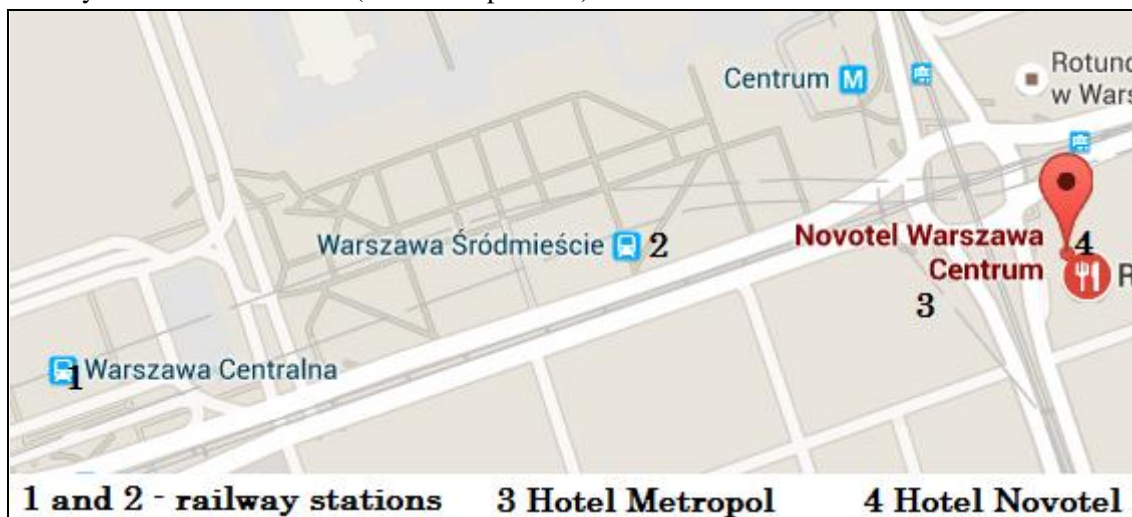 Centrum M
Rotund
w Wars
Warszawa Śródmieście 2
Novotel Warszawa 4
Centrum
R
3
1 Warszawa Centralna
1 and 2 - railway stations 3 Hotel Metropol 4 Hotel Novotel